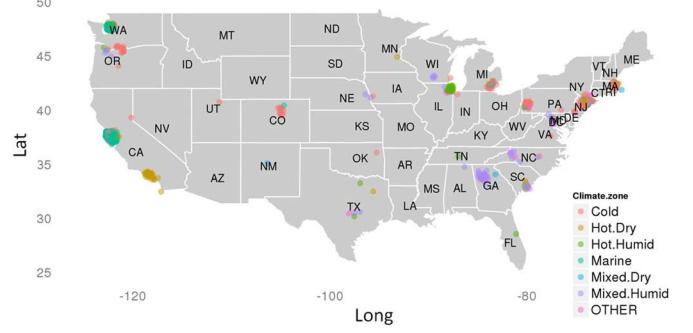 50
45
40
35
30
25
Lat
WA
MT
ND
MN
ME
OR
ID
SD
WI
VT
NH
WY
MI
NY
MA
IA
CT
RI
NE
PA
NJ
UT
IL
IN
OH
NV
CO
DE
MD
DC
KS
MO
WV
VA
KY
CA
OK
TN
NC
AZ
NM
AR
SC
MS
AL
GA
TX
LA
FL
Climate.zone
Cold
Hot.Dry
Hot.Humid
Marine
Mixed.Dry
Mixed.Humid
OTHER
-120
-100
-80
Long